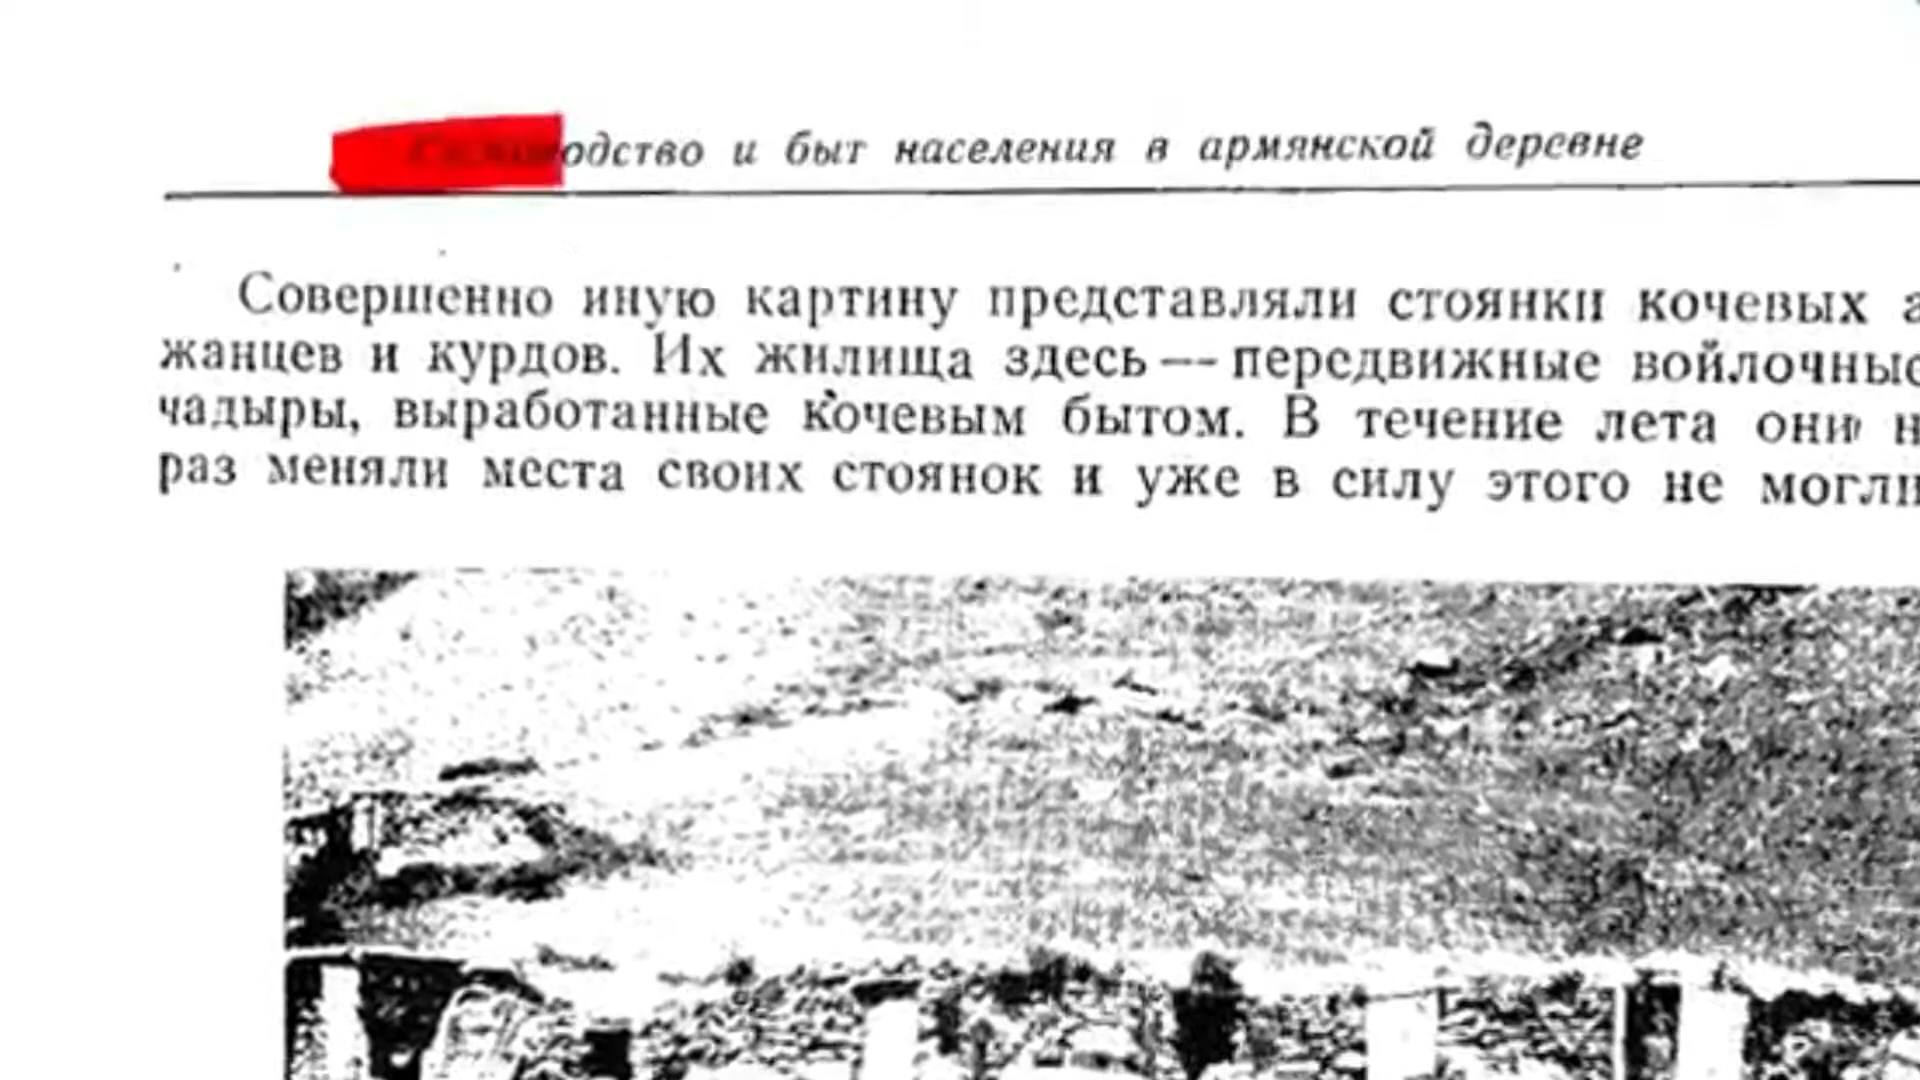 и быт населения в армянской деревне
Совершенно иную картину представляли стоянки кочевых
жанцев и курдов. Их жилища здесь — передвижные войлочные
чадыры, выработанные кочевым бытом. В течение лета они
раз меняли места своих стоянок и уже в силу этого не могли